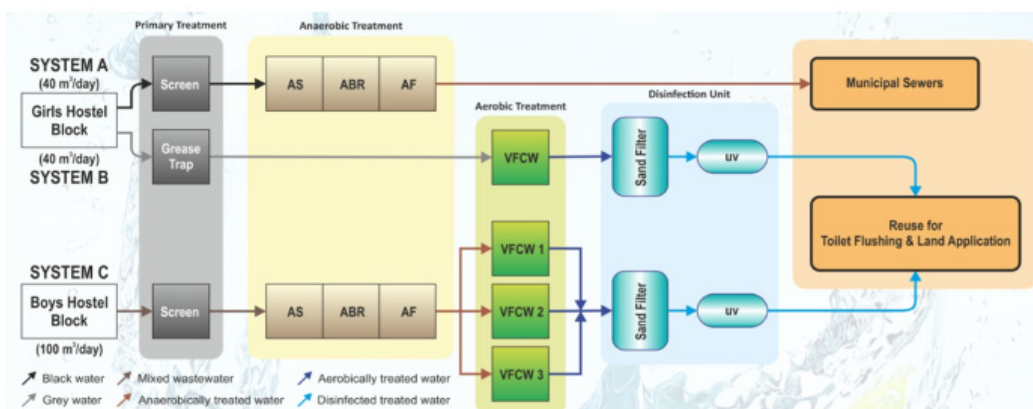 Primary Treatment
Anaerobic Treatment
SYSTEM A
(40 m³/day)
Girls Hostel
Block
(40 m³/day)
SYSTEM B
Screen
AS
ABR
AF
Municipal Sewers
Aerobic Treatment
Disinfection Unit
Grease
Trap
VFCW
Sand Filter
UV
Reuse for
Toilet Flushing & Land Application
SYSTEM C
Boys Hostel
Block
(100 m³/day)
Screen
AS
ABR
AF
VFCW 1
VFCW 2
VFCW 3
Sand Filter
UV
Black water
Mixed wastewater
Aerobically treated water
Grey water
Anaerobically treated water
Disinfected treated water